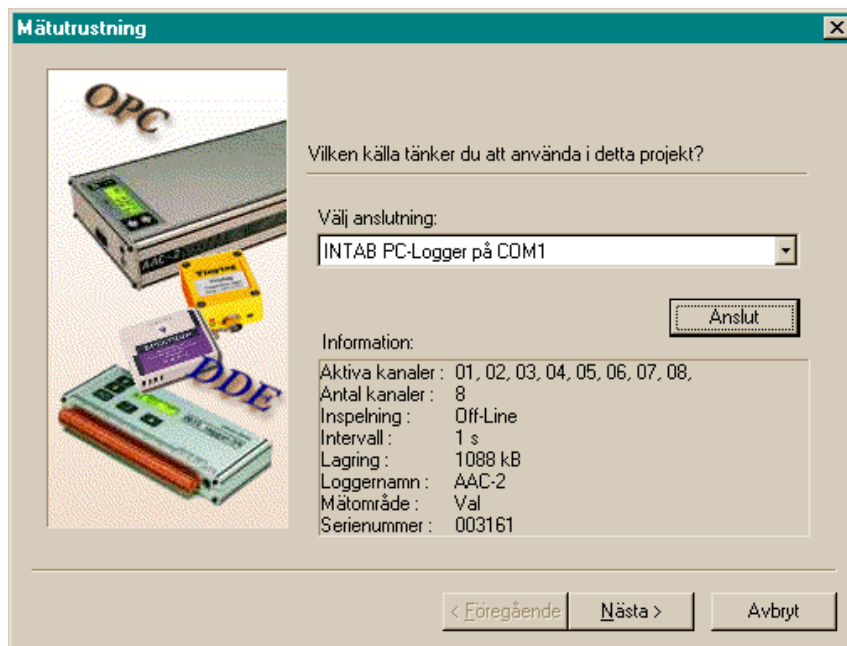 Mätutrustning
OPC
AAC-2
Tinytag
DDE
Vilken källa tänker du att använda i detta projekt?
Välj anslutning:
INTAB PC-Logger på COM1
Anslut
Information:
Aktiva kanaler : 01, 02, 03, 04, 05, 06, 07, 08,
Antal kanaler : 8
Inspelning : Off-Line
Intervall : 1 s
Lagring : 1088 kB
Loggernamn : AAC-2
Mätområde : Val
Serienummer : 003161
< Föregående
Nästa >
Avbryt